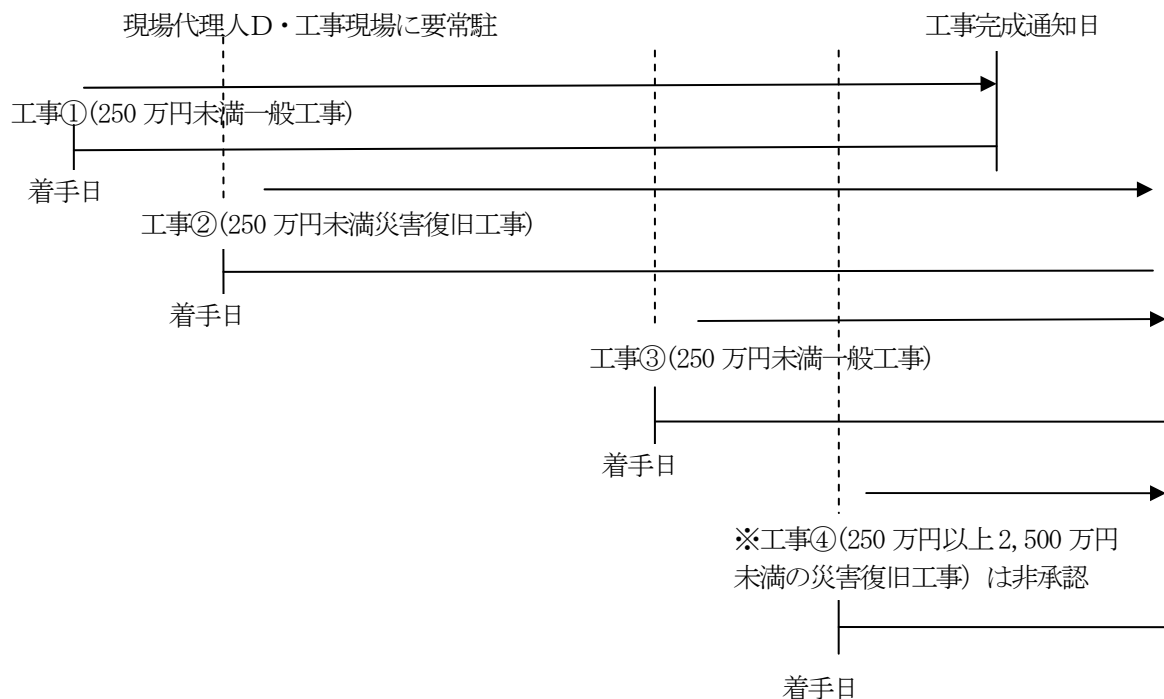 現場代理人Ｄ・工事現場に要常駐
工事完成通知日
工事①(250 万円未満一般工事)
着手日
工事②(250 万円未満災害復旧工事)
着手日
工事③(250 万円未満一般工事)
着手日
※工事④(250 万円以上 2,500 万円
未満の災害復旧工事) は非承認
着手日